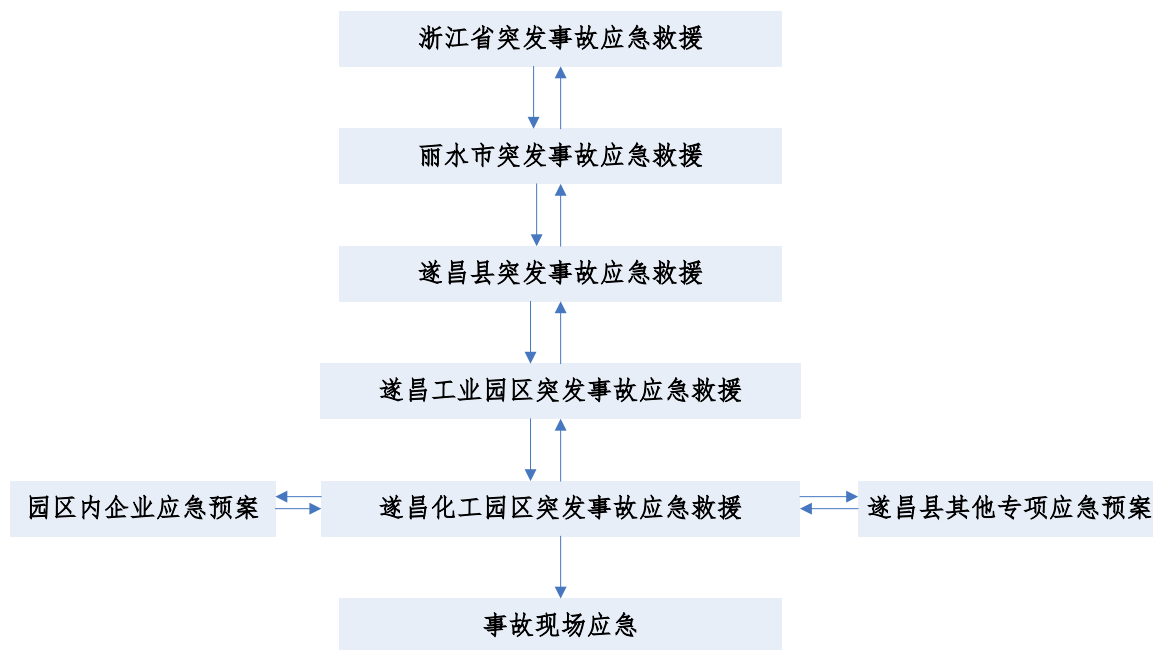 浙江省突发事故应急救援
丽水市突发事故应急救援
遂昌县突发事故应急救援
遂昌工业园区突发事故应急救援
园区内企业应急预案
遂昌化工园区突发事故应急救援
遂昌县其他专项应急预案
事故现场应急